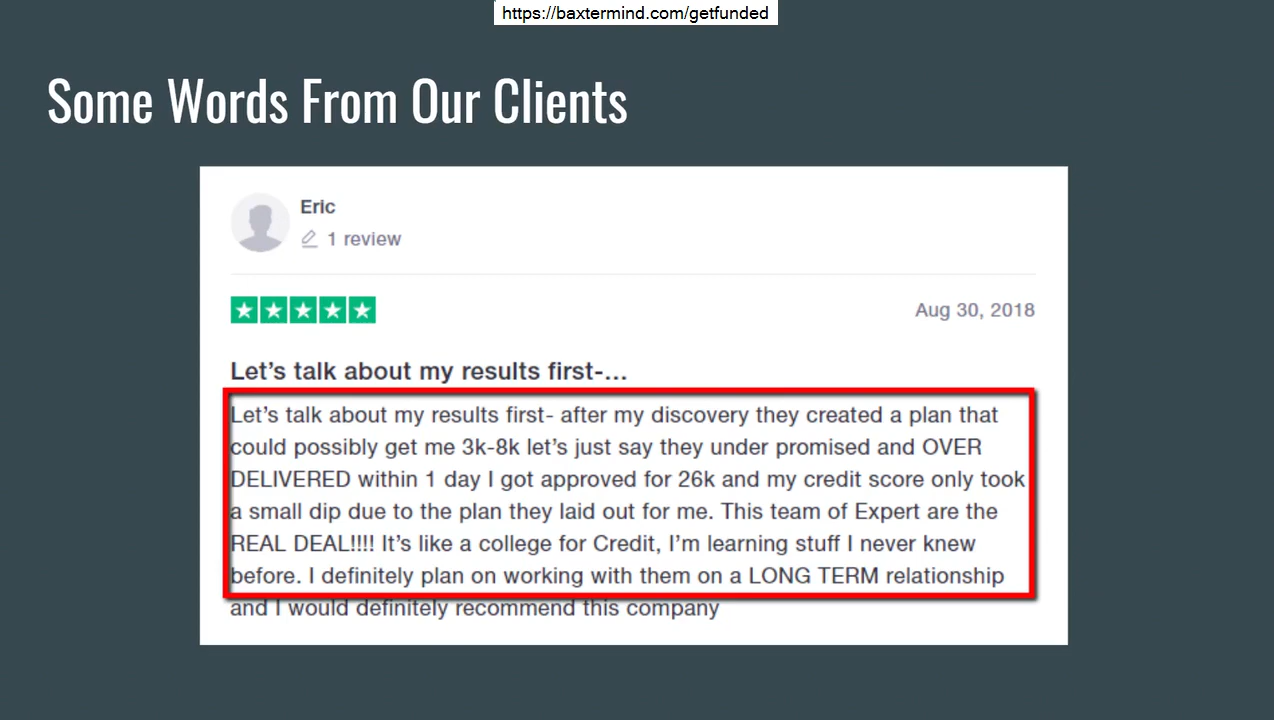 https://baxtermind.com/getfunded
Some Words From Our Clients
Eric
1 review
Aug 30, 2018
Let's talk about my results first-...
Let's talk about my results first- after my discovery they created a plan that
could possibly get me 3k-8k let's just say they under promised and OVER
DELIVERED within 1 day I got approved for 26k and my credit score only took
a small dip due to the plan they laid out for me. This team of Expert are the
REAL DEAL!!!! It's like a college for Credit, I'm learning stuff I never knew
before. I definitely plan on working with them on a LONG TERM relationship
and I would definitely recommend this company